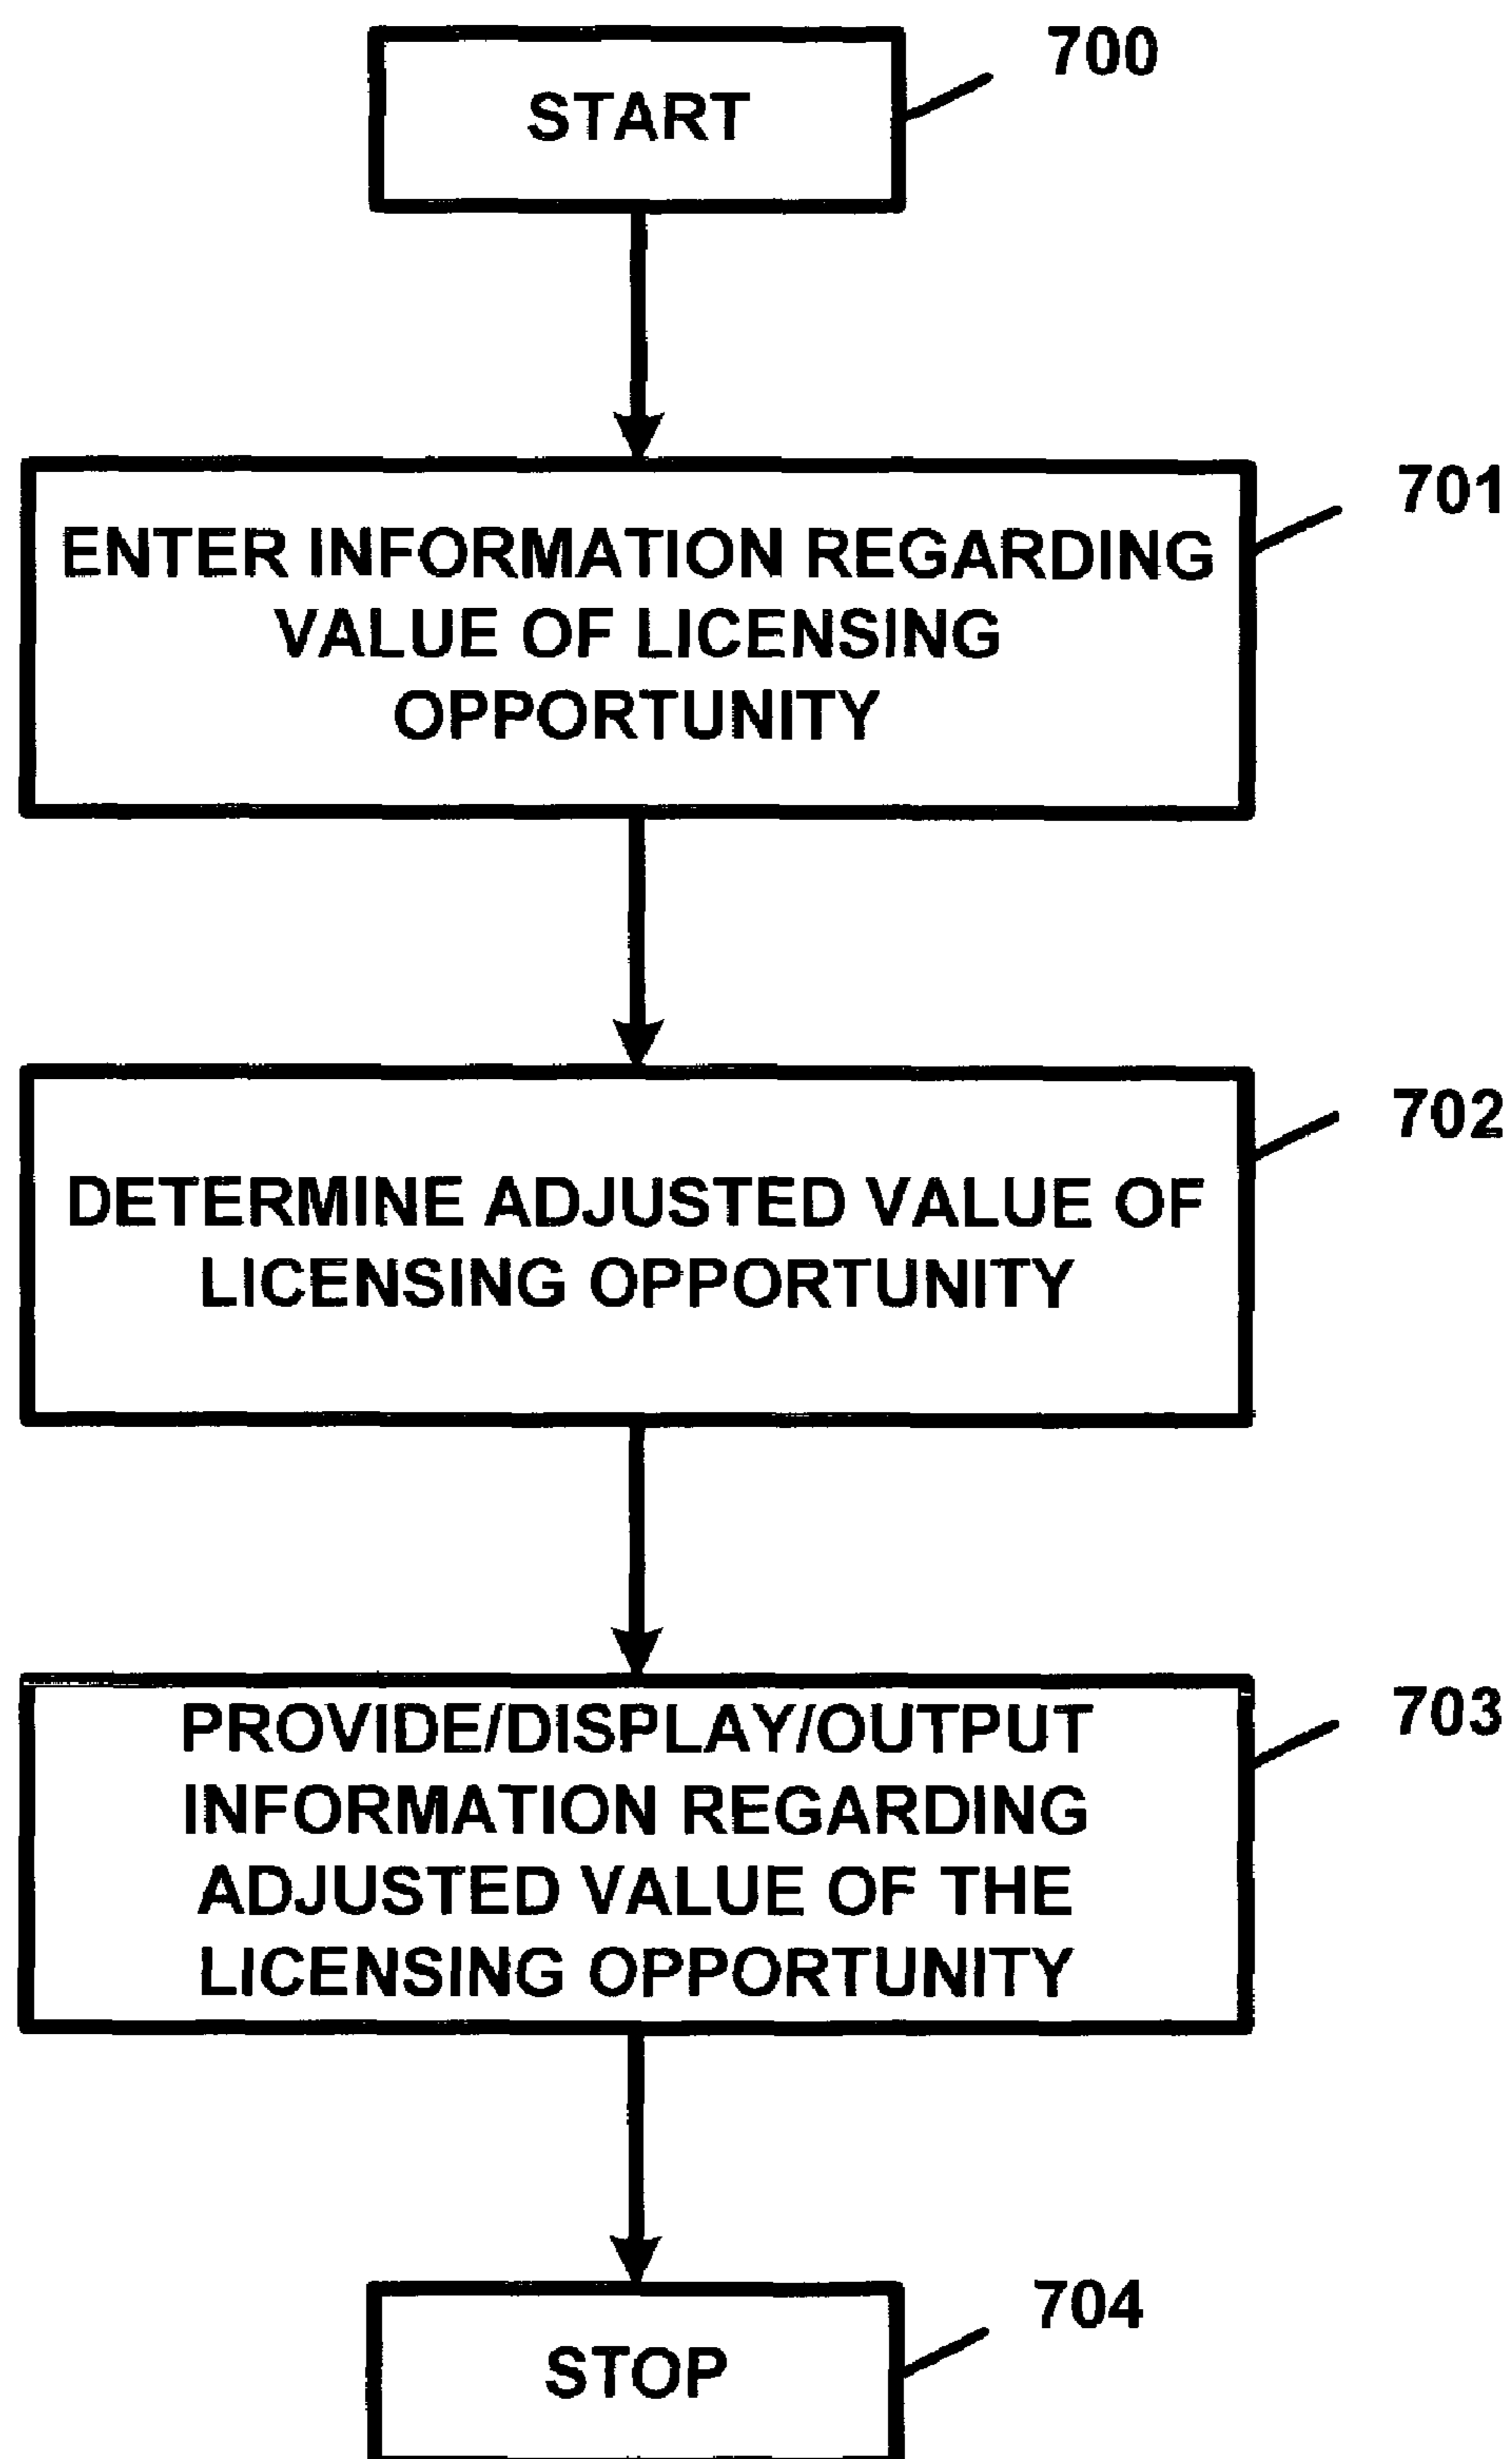 700
START
701
ENTER INFORMATION REGARDING
VALUE OF LICENSING
OPPORTUNITY
702
DETERMINE ADJUSTED VALUE OF
LICENSING OPPORTUNITY
703
PROVIDE/DISPLAY/OUTPUT
INFORMATION REGARDING
ADJUSTED VALUE OF THE
LICENSING OPPORTUNITY
704
STOP